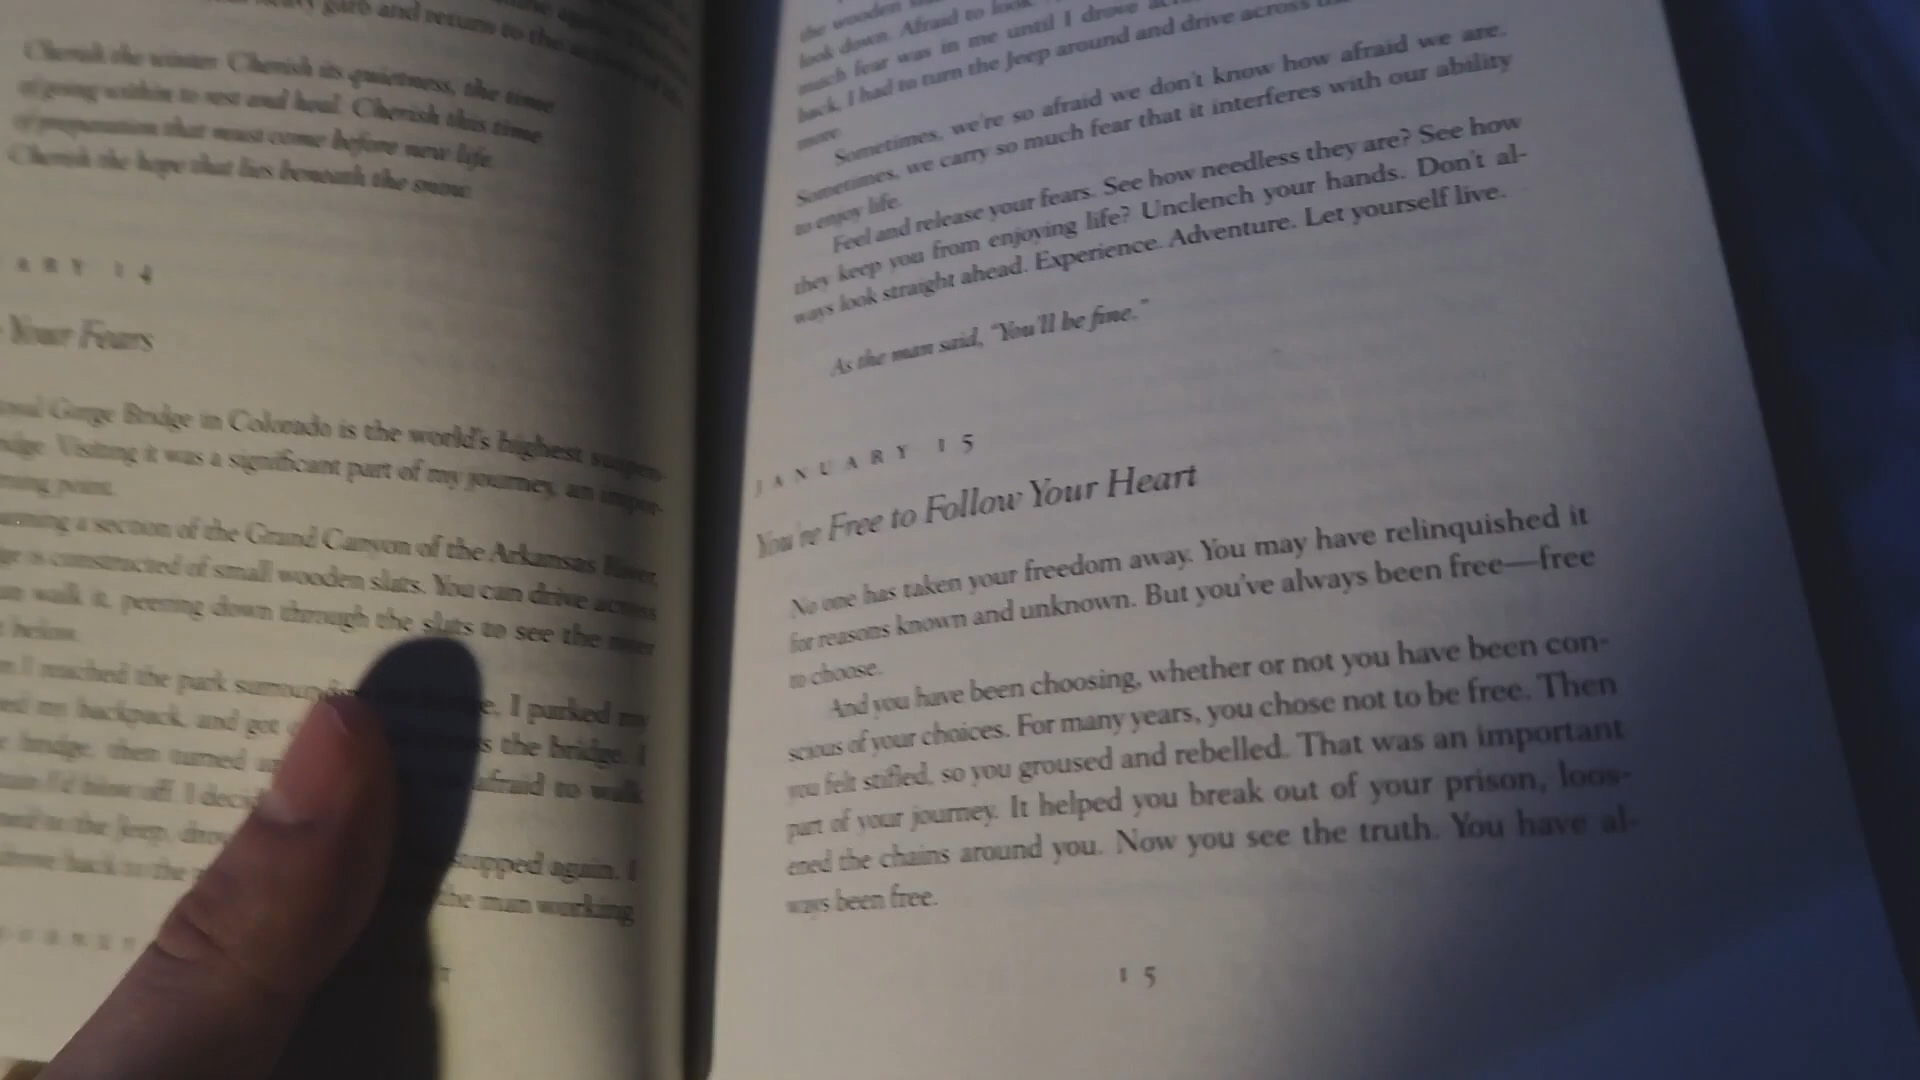 garb and return to the
Cherish the winter. Cherish its quietness, the time
of going within to rest and heal. Cherish this time
of preparation that must come before new life.
Cherish the hope that lies beneath the snow.
ARY 14
Your Fears
Gorge Bridge in Colorado is the world's highest suspen-
Visiting it was a significant part of my journey, an impor-
point.
a section of the Grand Canyon of the Arkansas River,
is constructed of small wooden slats. You can drive across
walk it, peering down through the slats to see the river
below.
I reached the park I parked my
my backpack, and got the bridge. I
bridge, then turned afraid to walk
off. I
to the Jeep, stopped again. I
back to the the man working
the wooden
look down. Afraid to look
much fear was in me until I drove
back. I had to turn the Jeep around and drive across
more.
Sometimes, we're so afraid we don't know how afraid we are.
Sometimes, we carry so much fear that it interferes with our ability
to enjoy life.
Feel and release your fears. See how needless they are? See how
they keep you from enjoying life? Unclench your hands. Don't al-
ways look straight ahead. Experience. Adventure. Let yourself live.
As the man said, "You'll be fine."
JANUARY 15
You're Free to Follow Your Heart
No one has taken your freedom away. You may have relinquished it
for reasons known and unknown. But you've always been free—free
to choose.
And you have been choosing, whether or not you have been con-
scious of your choices. For many years, you chose not to be free. Then
you felt stifled, so you groused and rebelled. That was an important
part of your journey. It helped you break out of your prison, loos-
ened the chains around you. Now you see the truth. You have al-
ways been free.
15